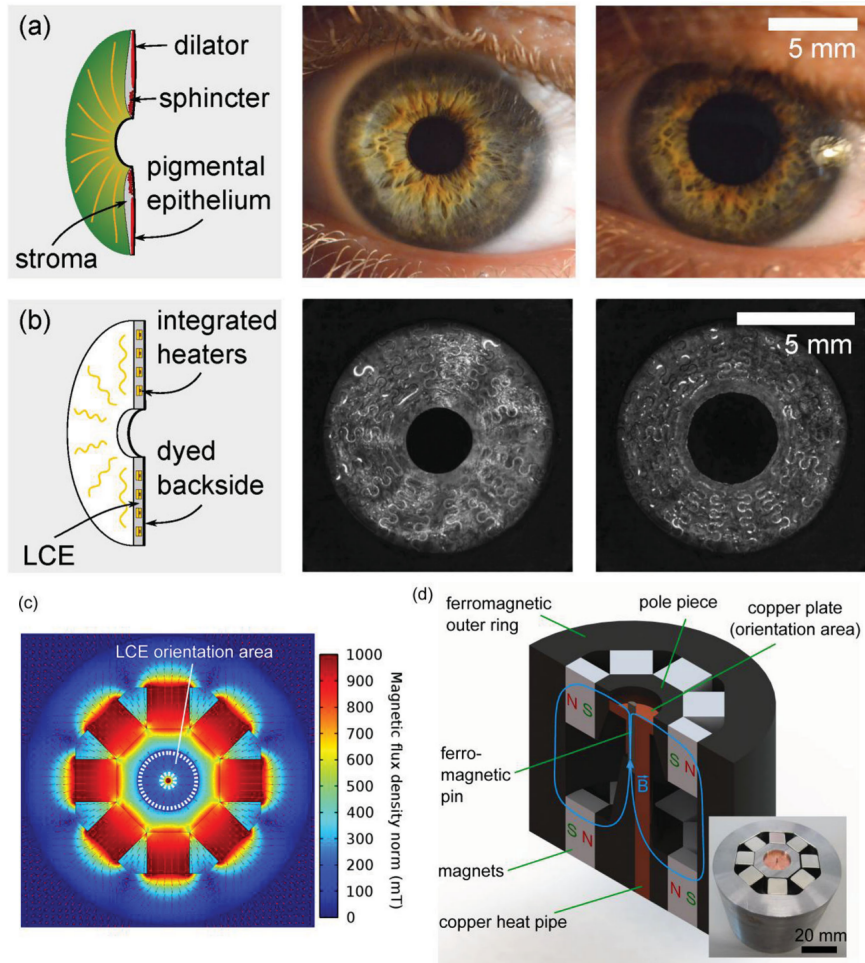 (a)
dilator
sphincter
pigmental
epithelium
stroma
5 mm
(b)
integrated
heaters
dyed
backside
LCE
5 mm
(c)
LCE orientation area
1000
900
800
700
600
500
400
300
200
100
0
Magnetic flux density norm (mT)
(d)
ferromagnetic
outer ring
pole piece
copper plate
(orientation area)
N S
S N
ferro-
magnetic
pin
B
magnets
S N
N S
copper heat pipe
20 mm